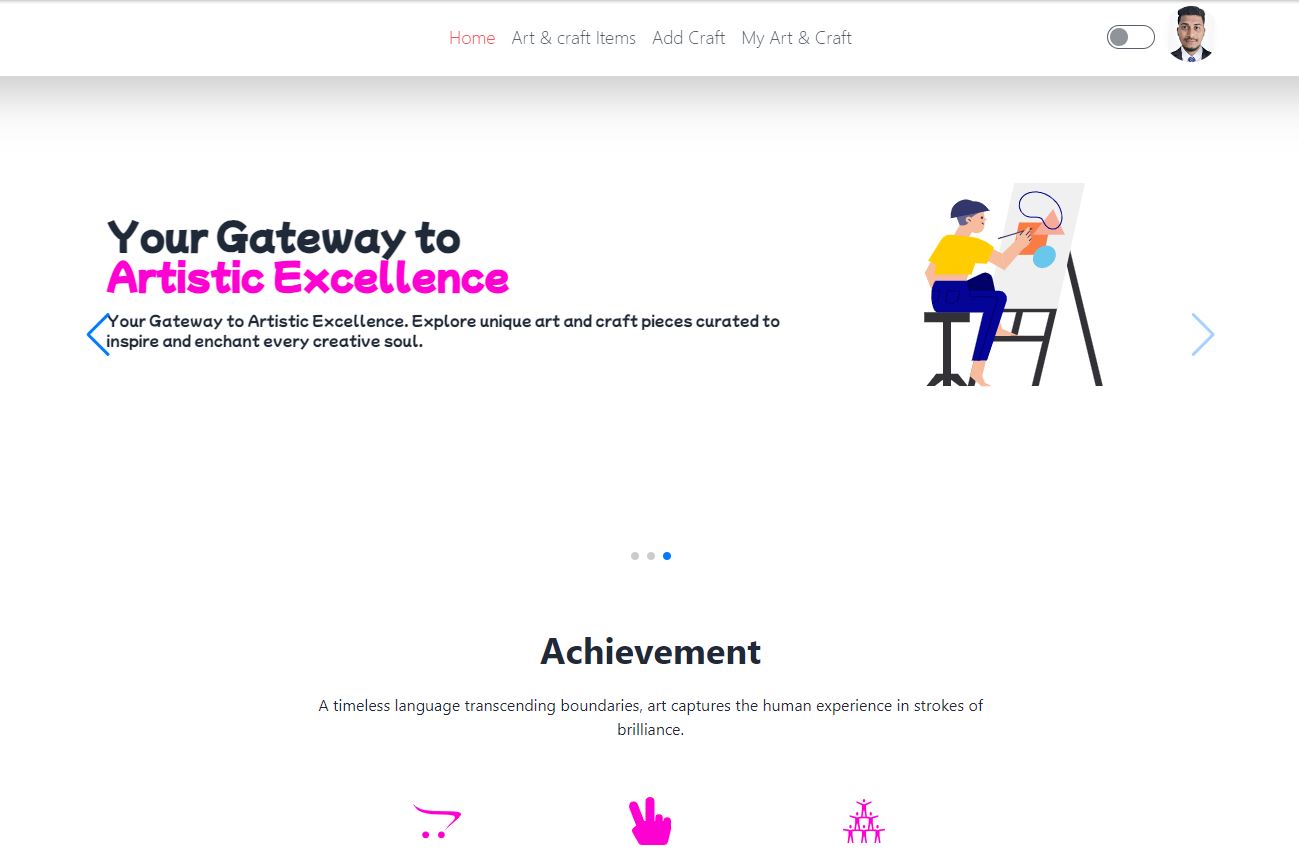 Home Art & craft Items Add Craft My Art & Craft
Your Gateway to
Artistic Excellence
Your Gateway to Artistic Excellence. Explore unique art and craft pieces curated to
inspire and enchant every creative soul.
Achievement
A timeless language transcending boundaries, art captures the human experience in strokes of
brilliance.